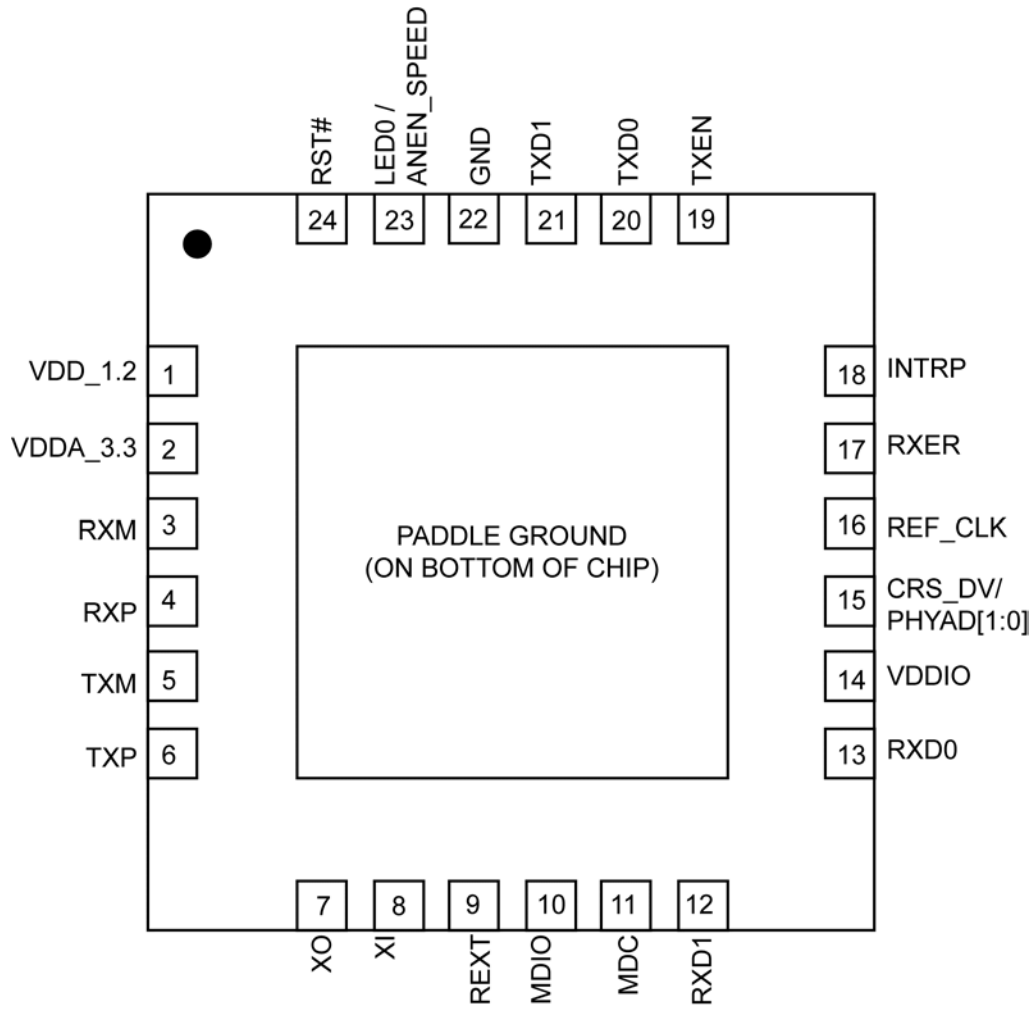 RST#
LED0 /
ANEN_SPEED
GND
TXD1
TXD0
TXEN
24
23
22
21
20
19
VDD_1.2 1
VDDA_3.3 2
RXM 3
RXP 4
TXM 5
TXP 6
PADDLE GROUND
(ON BOTTOM OF CHIP)
18 INTRP
17 RXER
16 REF_CLK
15 CRS_DV/
PHYAD[1:0]
14 VDDIO
13 RXD0
7
8
9
10
11
12
XO
XI
REXT
MDIO
MDC
RXD1